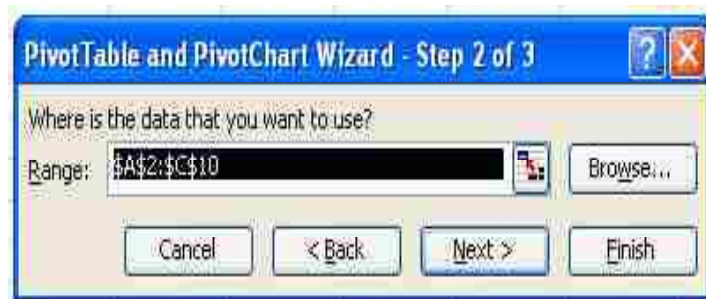 PivotTable and PivotChart Wizard - Step 2 of 3 ?
Where is the data that you want to use?
Range: $A$2:$C$10 Browse...
Cancel < Back Next > Finish